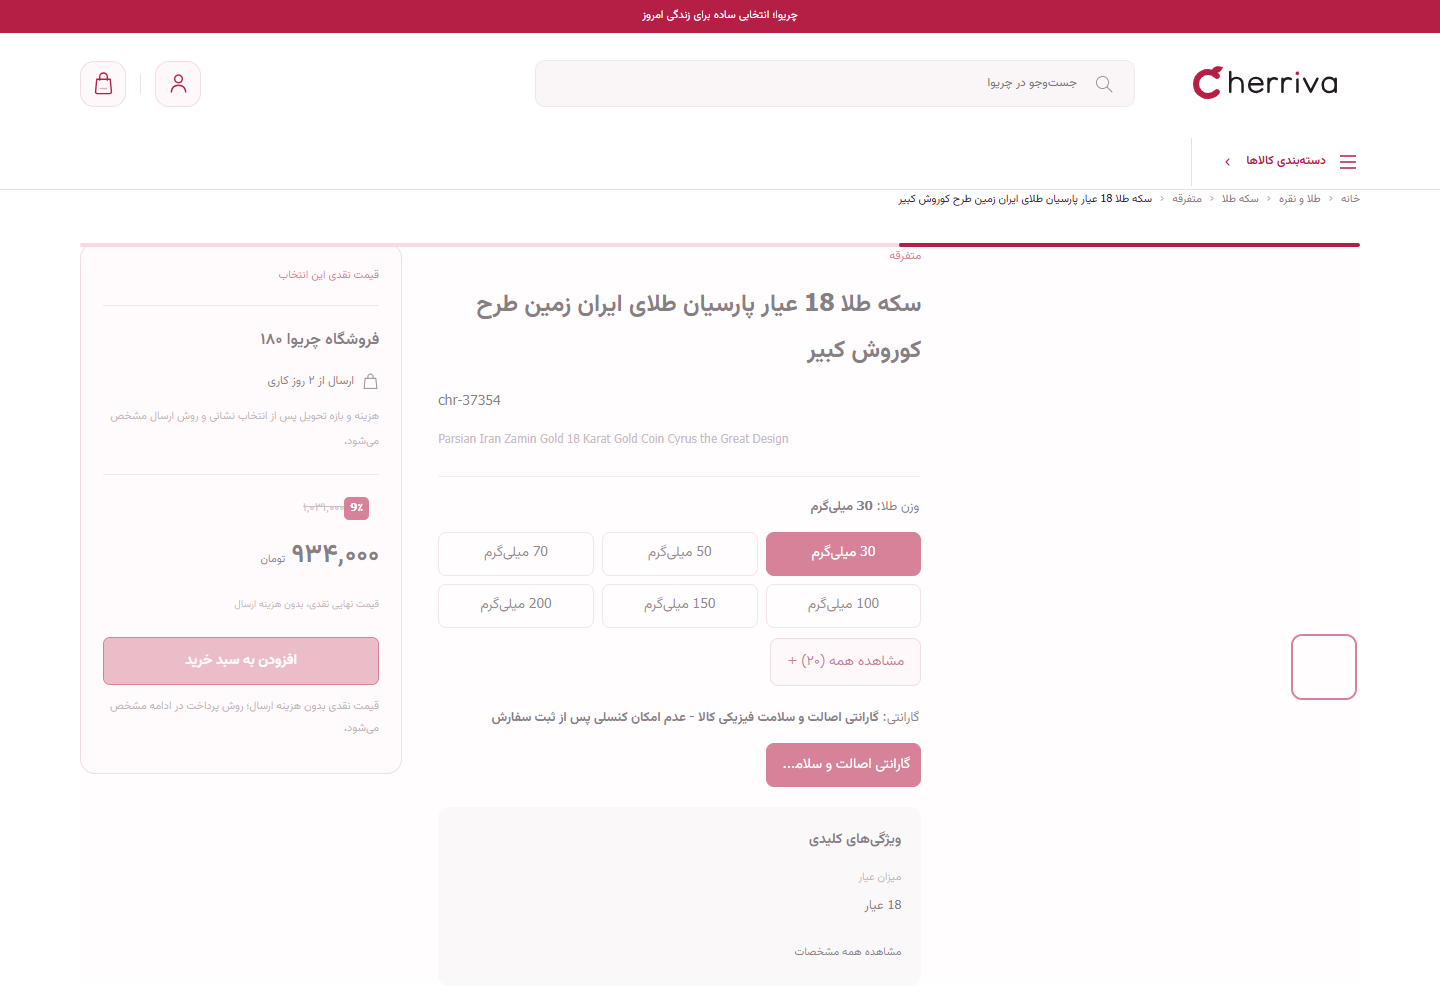 چریوا؛ انتخابی ساده برای زندگی امروز
Cherriva
جست‌وجو در چریوا
دسته‌بندی کالاها
خانه › طلا و نقره › سکه طلا › متفرقه › سکه طلا 18 عیار پارسیان طلای ایران زمین طرح کوروش کبیر
متفرقه
سکه طلا 18 عیار پارسیان طلای ایران زمین طرح
کوروش کبیر
chr-37354
Parsian Iran Zamin Gold 18 Karat Gold Coin Cyrus the Great Design
وزن طلا: 30 میلی‌گرم
30 میلی‌گرم
50 میلی‌گرم
70 میلی‌گرم
100 میلی‌گرم
150 میلی‌گرم
200 میلی‌گرم
مشاهده همه (۲۰) +
گارانتی: گارانتی اصالت و سلامت فیزیکی کالا - عدم امکان کنسلی پس از ثبت سفارش
گارانتی اصالت و سلام...
ویژگی‌های کلیدی
میزان عیار
18 عیار
مشاهده همه مشخصات
قیمت نقدی این انتخاب
فروشگاه چریوا ۱۸۰
ارسال از ۲ روز کاری
هزینه و بازه تحویل پس از انتخاب نشانی و روش ارسال مشخص
می‌شود.
9٪ ۱,۰۲۹,۰۰۰
۹۳۴,۰۰۰ تومان
قیمت نهایی نقدی، بدون هزینه ارسال
افزودن به سبد خرید
قیمت نقدی بدون هزینه ارسال؛ روش پرداخت در ادامه مشخص
می‌شود.